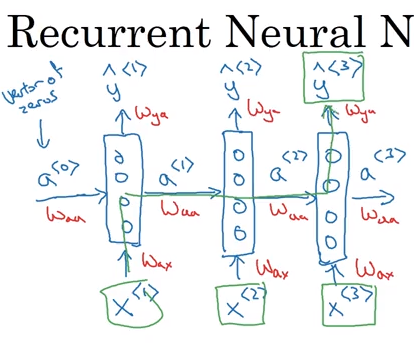 Recurrent Neural N
vector of zeros
ŷ<1> ŷ<2> ŷ<3>
Wya Wya Wya
a<0> a<1> a<2> a<3>
Waa Waa Waa Waa
Wax Wax Wax
x<1> x<2> x<3>